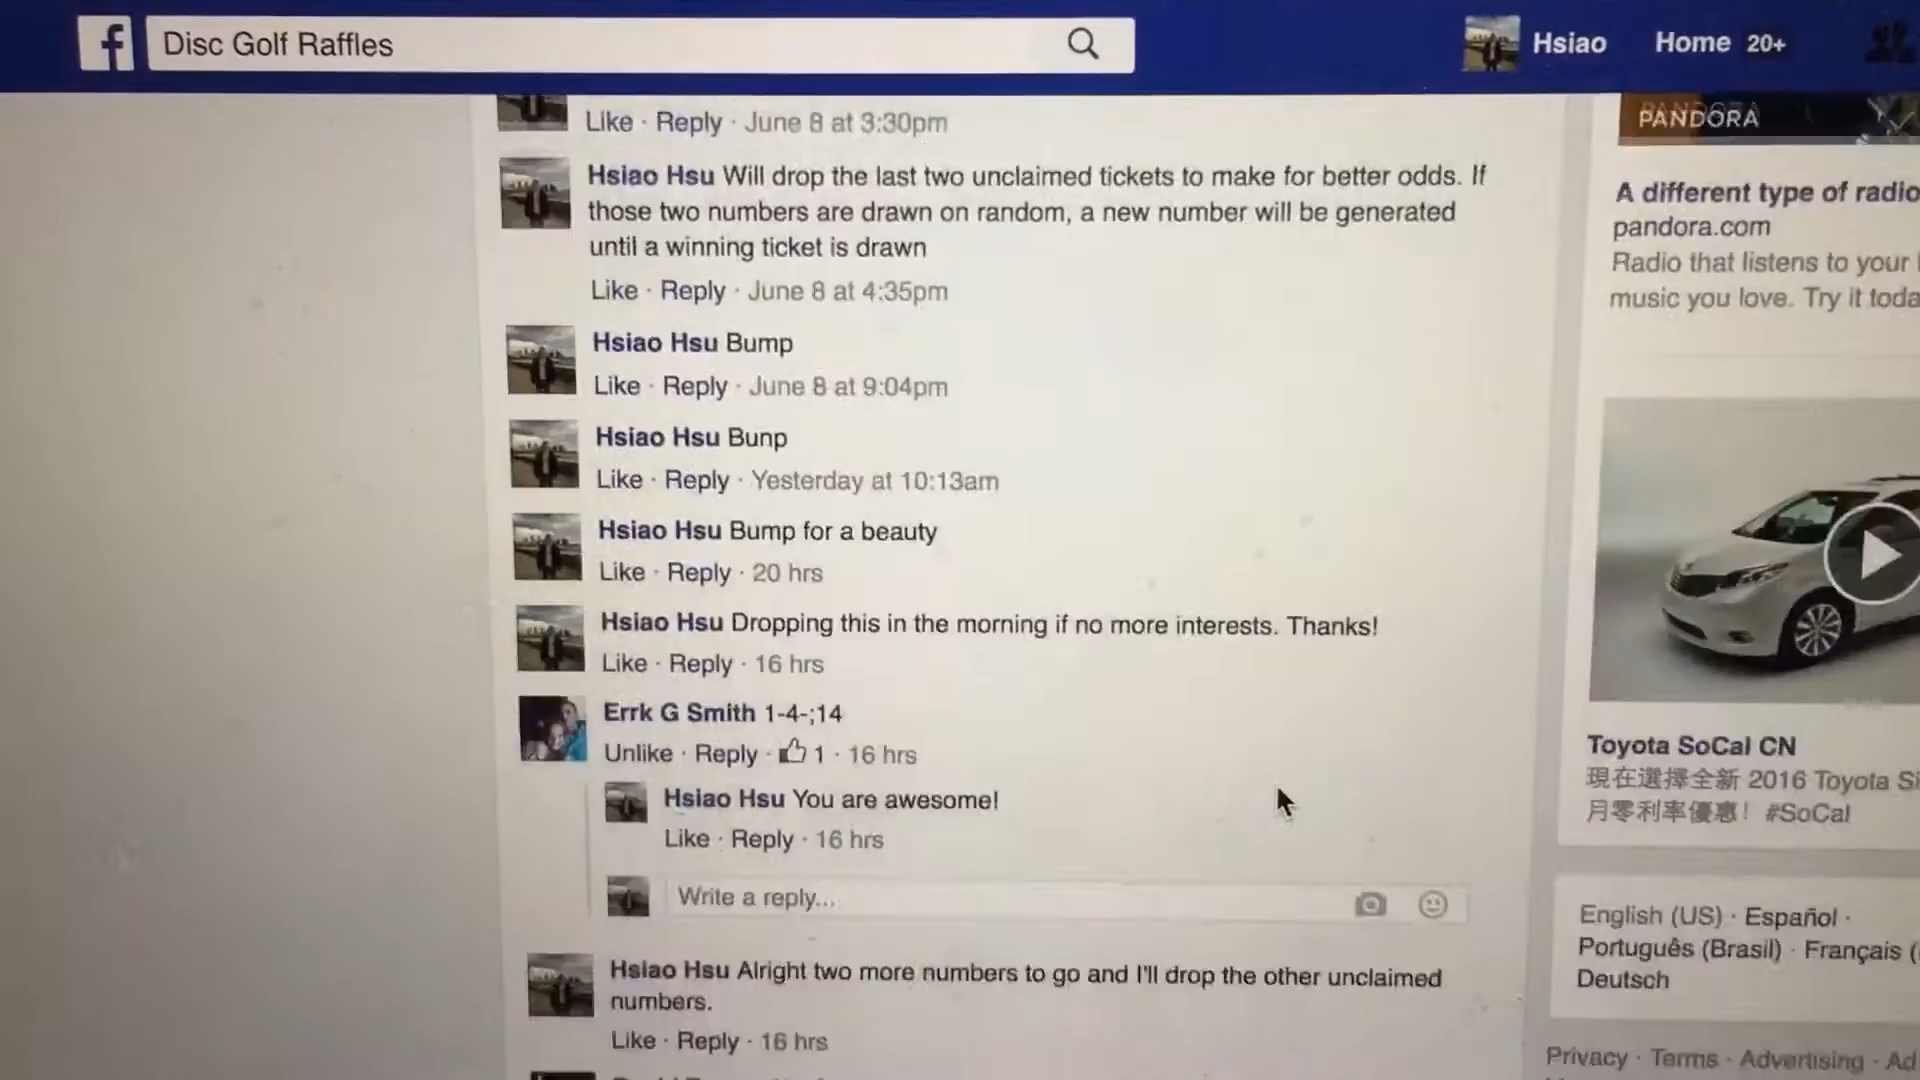 f Disc Golf Raffles
Hsiao Home 20+
Like · Reply · June 8 at 3:30pm
Hsiao Hsu Will drop the last two unclaimed tickets to make for better odds. If
those two numbers are drawn on random, a new number will be generated
until a winning ticket is drawn
Like · Reply · June 8 at 4:35pm
Hsiao Hsu Bump
Like · Reply · June 8 at 9:04pm
Hsiao Hsu Bunp
Like · Reply · Yesterday at 10:13am
Hsiao Hsu Bump for a beauty
Like · Reply · 20 hrs
Hsiao Hsu Dropping this in the morning if no more interests. Thanks!
Like · Reply · 16 hrs
Errk G Smith 1-4-;14
Unlike · Reply · 1 · 16 hrs
Hsiao Hsu You are awesome!
Like · Reply · 16 hrs
Write a reply...
Hsiao Hsu Alright two more numbers to go and I'll drop the other unclaimed
numbers.
Like · Reply · 16 hrs
PANDORA
A different type of radio
pandora.com
Radio that listens to your
music you love. Try it toda
Toyota SoCal CN
現在選擇全新 2016 Toyota Si
月零利率優惠！#SoCal
English (US) · Español ·
Português (Brasil) · Français (
Deutsch
Privacy · Terms · Advertising · Ad